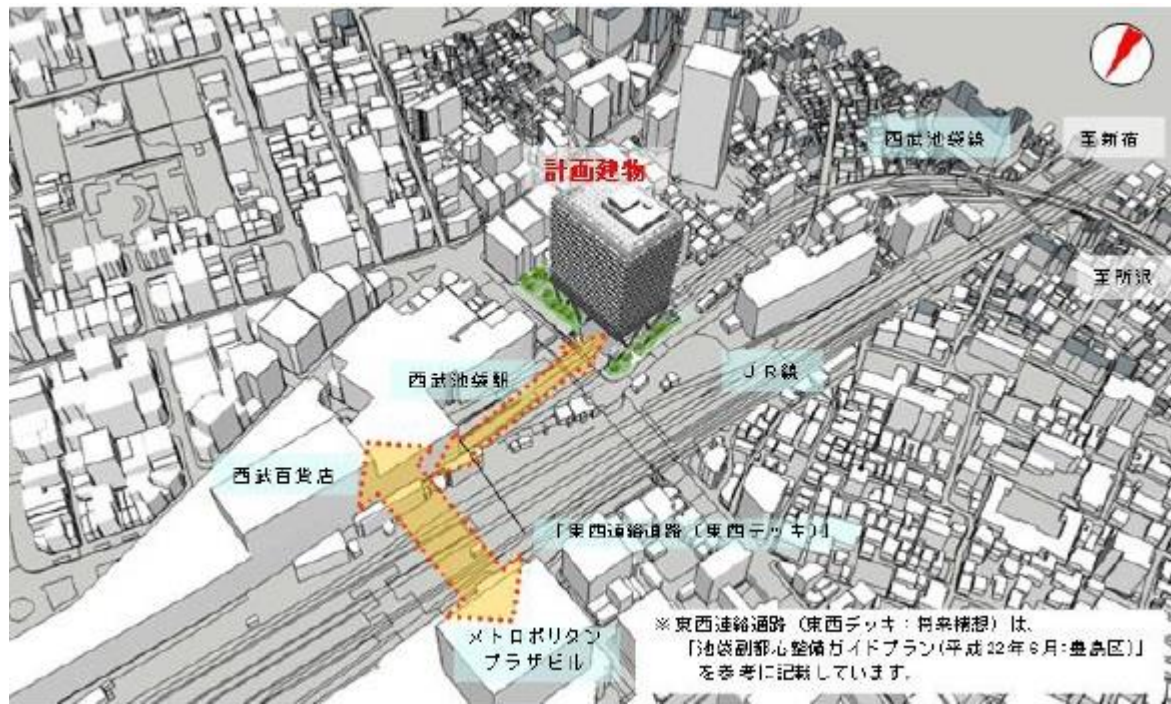 西武池袋線
至新宿
計画建物
至所沢
西武池袋駅
JR線
西武百貨店
「東西連絡通路（東西デッキ）」
メトロポリタン
プラザビル
※東西連絡通路（東西デッキ：将来構想）は、
「池袋副都心整備ガイドプラン(平成22年6月:豊島区)」
を参考に記載しています。